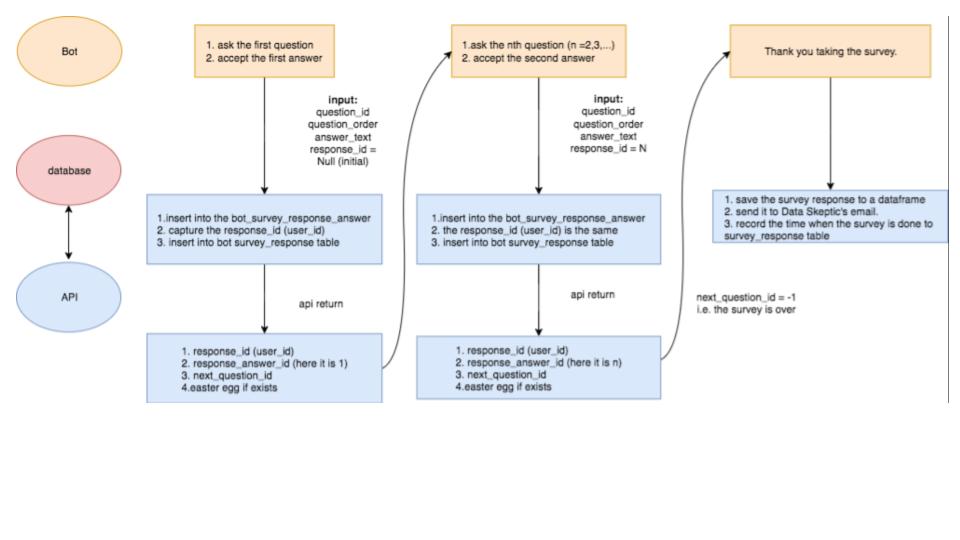 Bot
database
API
1. ask the first question
2. accept the first answer
input:
question_id
question_order
answer_text
response_id =
Null (initial)
1.insert into the bot_survey_response_answer
2. capture the response_id (user_id)
3. insert into bot survey_response table
api return
1. response_id (user_id)
2. response_answer_id (here it is 1)
3. next_question_id
4.easter egg if exists
1.ask the nth question (n =2,3,...)
2. accept the second answer
input:
question_id
question_order
answer_text
response_id = N
1.insert into the bot_survey_response_answer
2. the response_id (user_id) is the same
3. insert into bot survey_response table
api return
1. response_id (user_id)
2. response_answer_id (here it is n)
3. next_question_id
4.easter egg if exists
Thank you taking the survey.
1. save the survey response to a dataframe
2. send it to Data Skeptic's email.
3. record the time when the survey is done to
survey_response table
next_question_id = -1
i.e. the survey is over